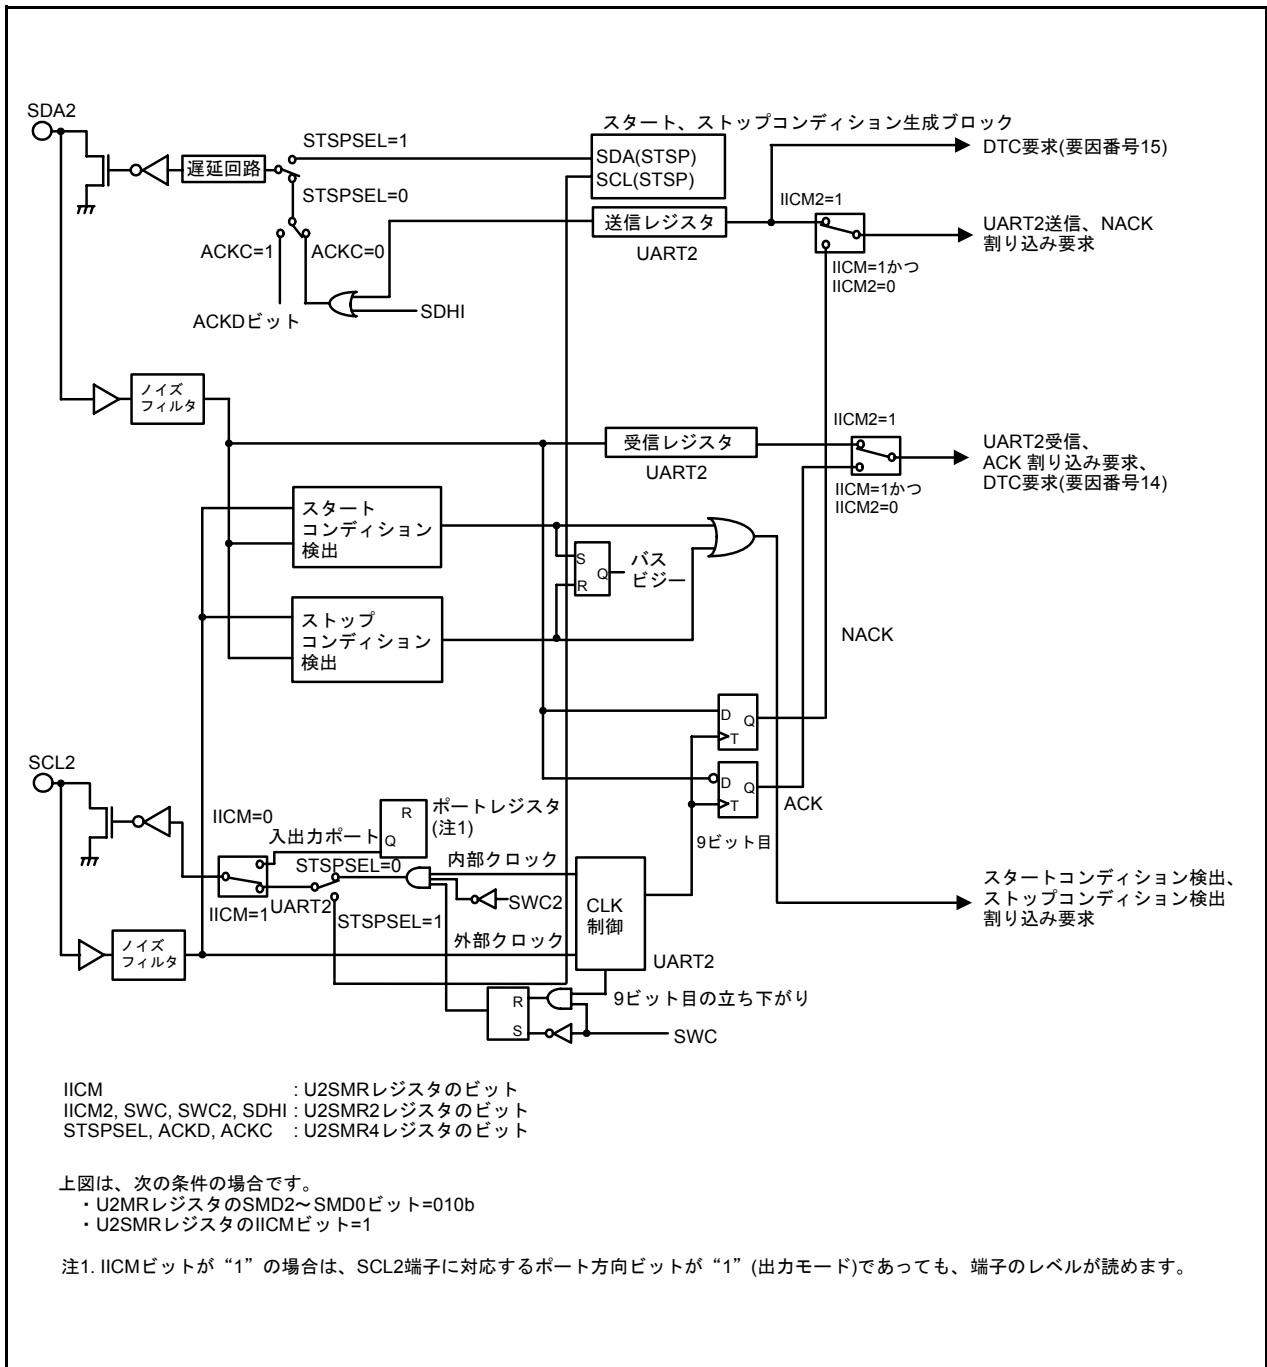 SDA2
STSPSEL=1
スタート、ストップコンディション生成ブロック
SDA(STSP)
SCL(STSP)
DTC要求(要因番号15)
遅延回路
STSPSEL=0
IICM2=1
送信レジスタ
UART2
UART2送信、NACK
割り込み要求
ACKC=1
ACKC=0
IICM=1かつ
IICM2=0
ACKDビット
SDHI
ノイズ
フィルタ
IICM2=1
受信レジスタ
UART2
UART2受信、
ACK 割り込み要求、
DTC要求(要因番号14)
IICM=1かつ
IICM2=0
スタート
コンディション
検出
S
R
Q
バス
ビジー
ストップ
コンディション
検出
NACK
D
Q
T
SCL2
D
Q
T
ACK
9ビット目
IICM=0
入出力ポート
R
Q
ポートレジスタ
(注1)
STSPSEL=0
内部クロック
IICM=1
UART2
SWC2
STSPSEL=1
CLK
制御
UART2
外部クロック
ノイズ
フィルタ
スタートコンディション検出、
ストップコンディション検出
割り込み要求
R
S
9ビット目の立ち下がり
SWC
IICM : U2SMRレジスタのビット
IICM2, SWC, SWC2, SDHI : U2SMR2レジスタのビット
STSPSEL, ACKD, ACKC : U2SMR4レジスタのビット
上図は、次の条件の場合です。
・U2MRレジスタのSMD2～SMD0ビット=010b
・U2SMRレジスタのIICMビット=1
注1. IICMビットが“1”の場合は、SCL2端子に対応するポート方向ビットが“1”(出力モード)であっても、端子のレベルが読めます。